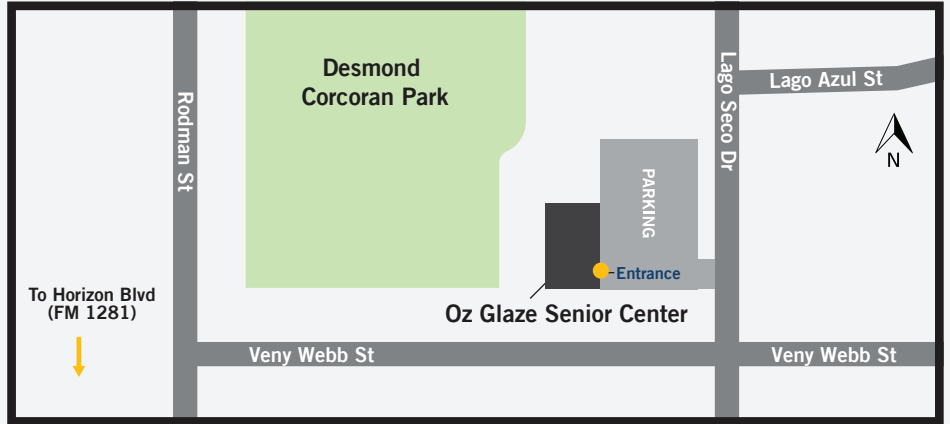 Desmond
Corcoran Park
Rodman St
Lago Seco Dr
Lago Azul St
N
PARKING
Entrance
To Horizon Blvd
(FM 1281)
Oz Glaze Senior Center
Veny Webb St
Veny Webb St